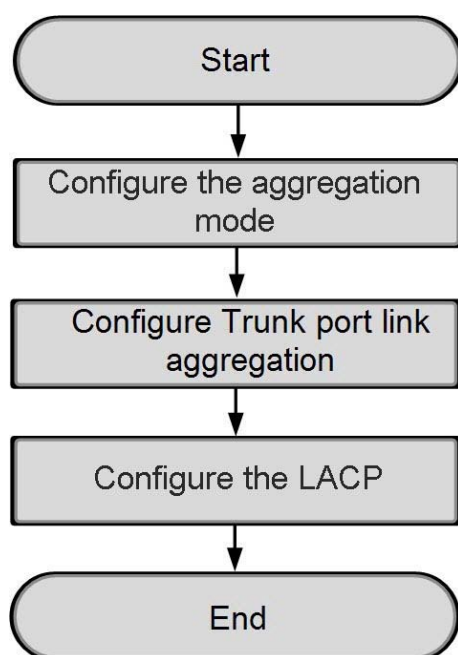 Start
Configure the aggregation
mode
Configure Trunk port link
aggregation
Configure the LACP
End